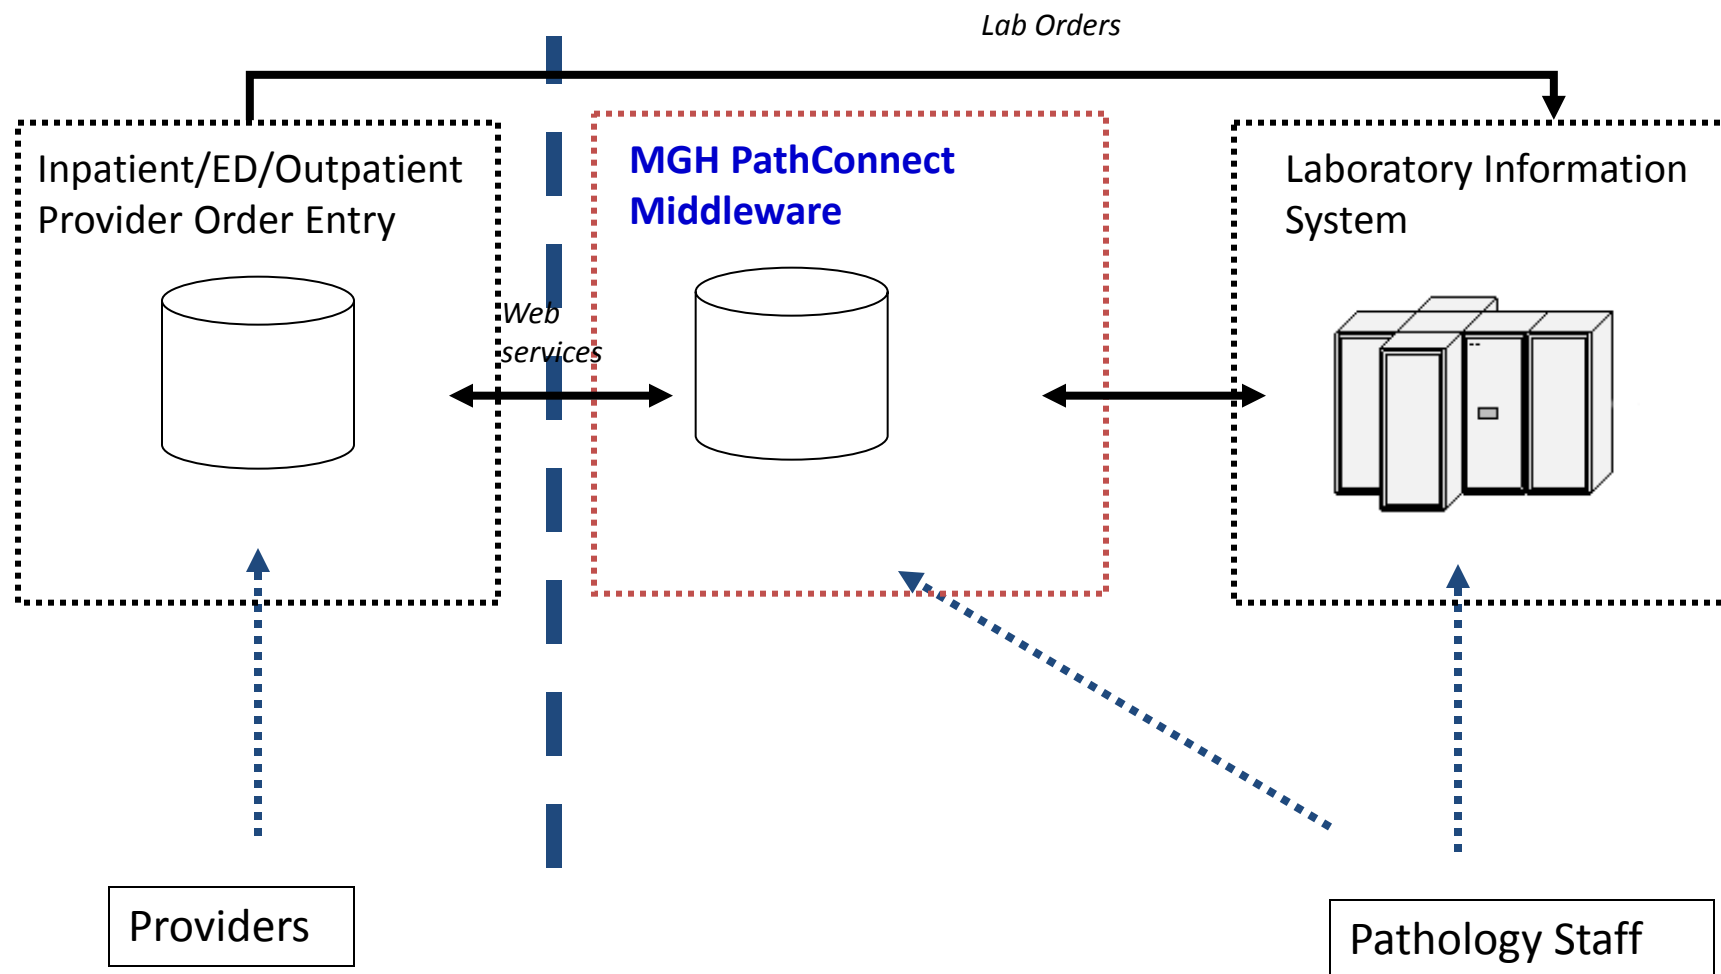 Lab Orders
Inpatient/ED/Outpatient
Provider Order Entry
MGH PathConnect
Middleware
Laboratory Information
System
Web
services
Providers
Pathology Staff